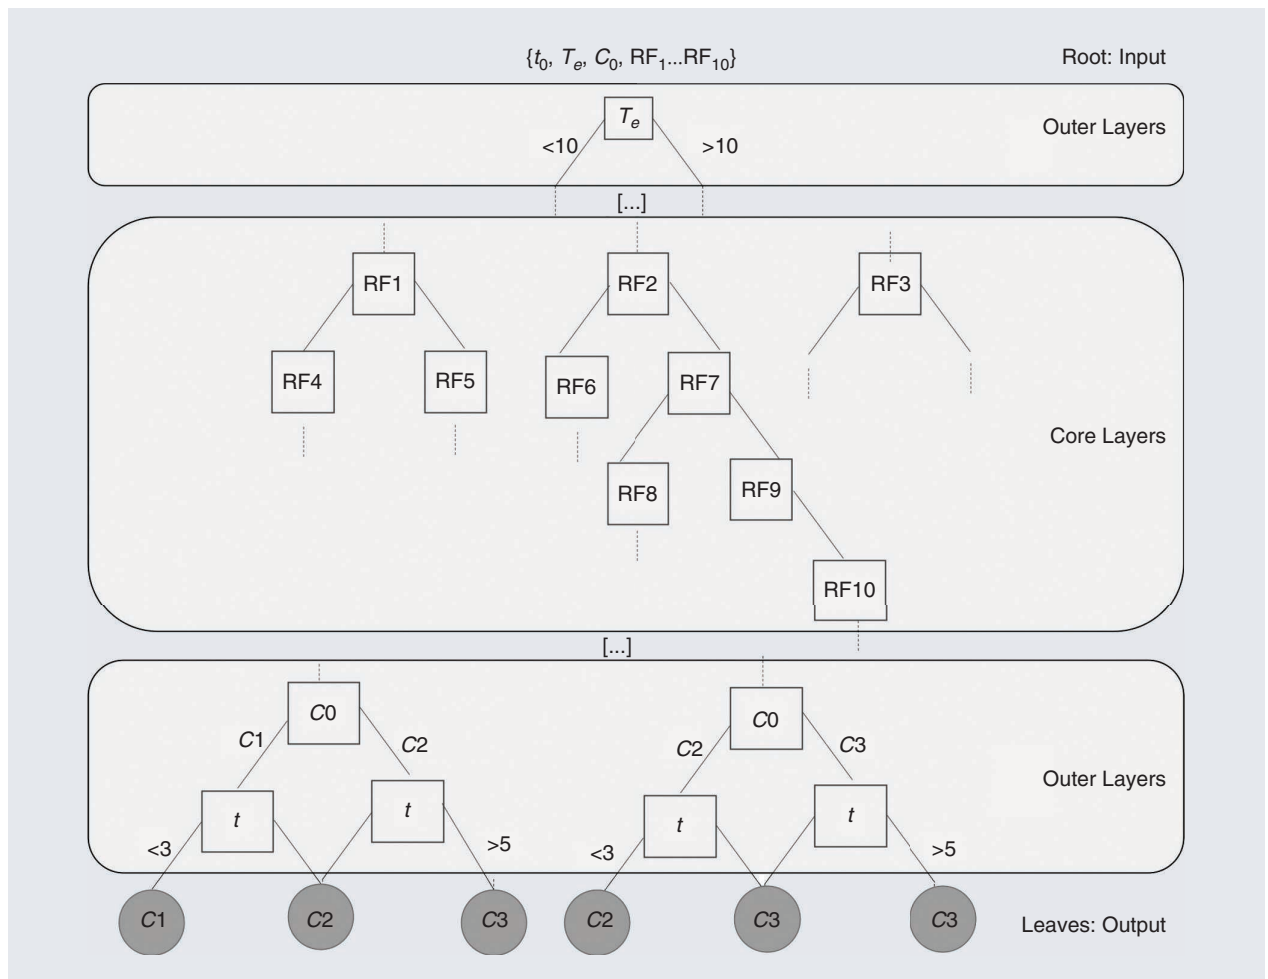 {t0, Te, C0, RF1...RF10}
Root: Input
Te
Outer Layers
<10
>10
[...]
RF1
RF2
RF3
RF4
RF5
RF6
RF7
Core Layers
RF8
RF9
RF10
[...]
C0
C0
C1
C2
C2
C3
Outer Layers
t
t
t
t
<3
>5
<3
>5
C1
C2
C3
C2
C3
C3
Leaves: Output